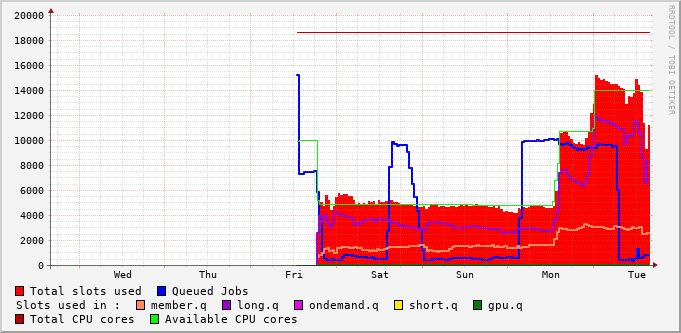 RRDTOOL / TOBI OETIKER
20000
18000
16000
14000
12000
10000
8000
6000
4000
2000
0
Wed Thu Fri Sat Sun Mon Tue
Total slots used Queued Jobs
Slots used in : member.q long.q ondemand.q short.q gpu.q
Total CPU cores Available CPU cores